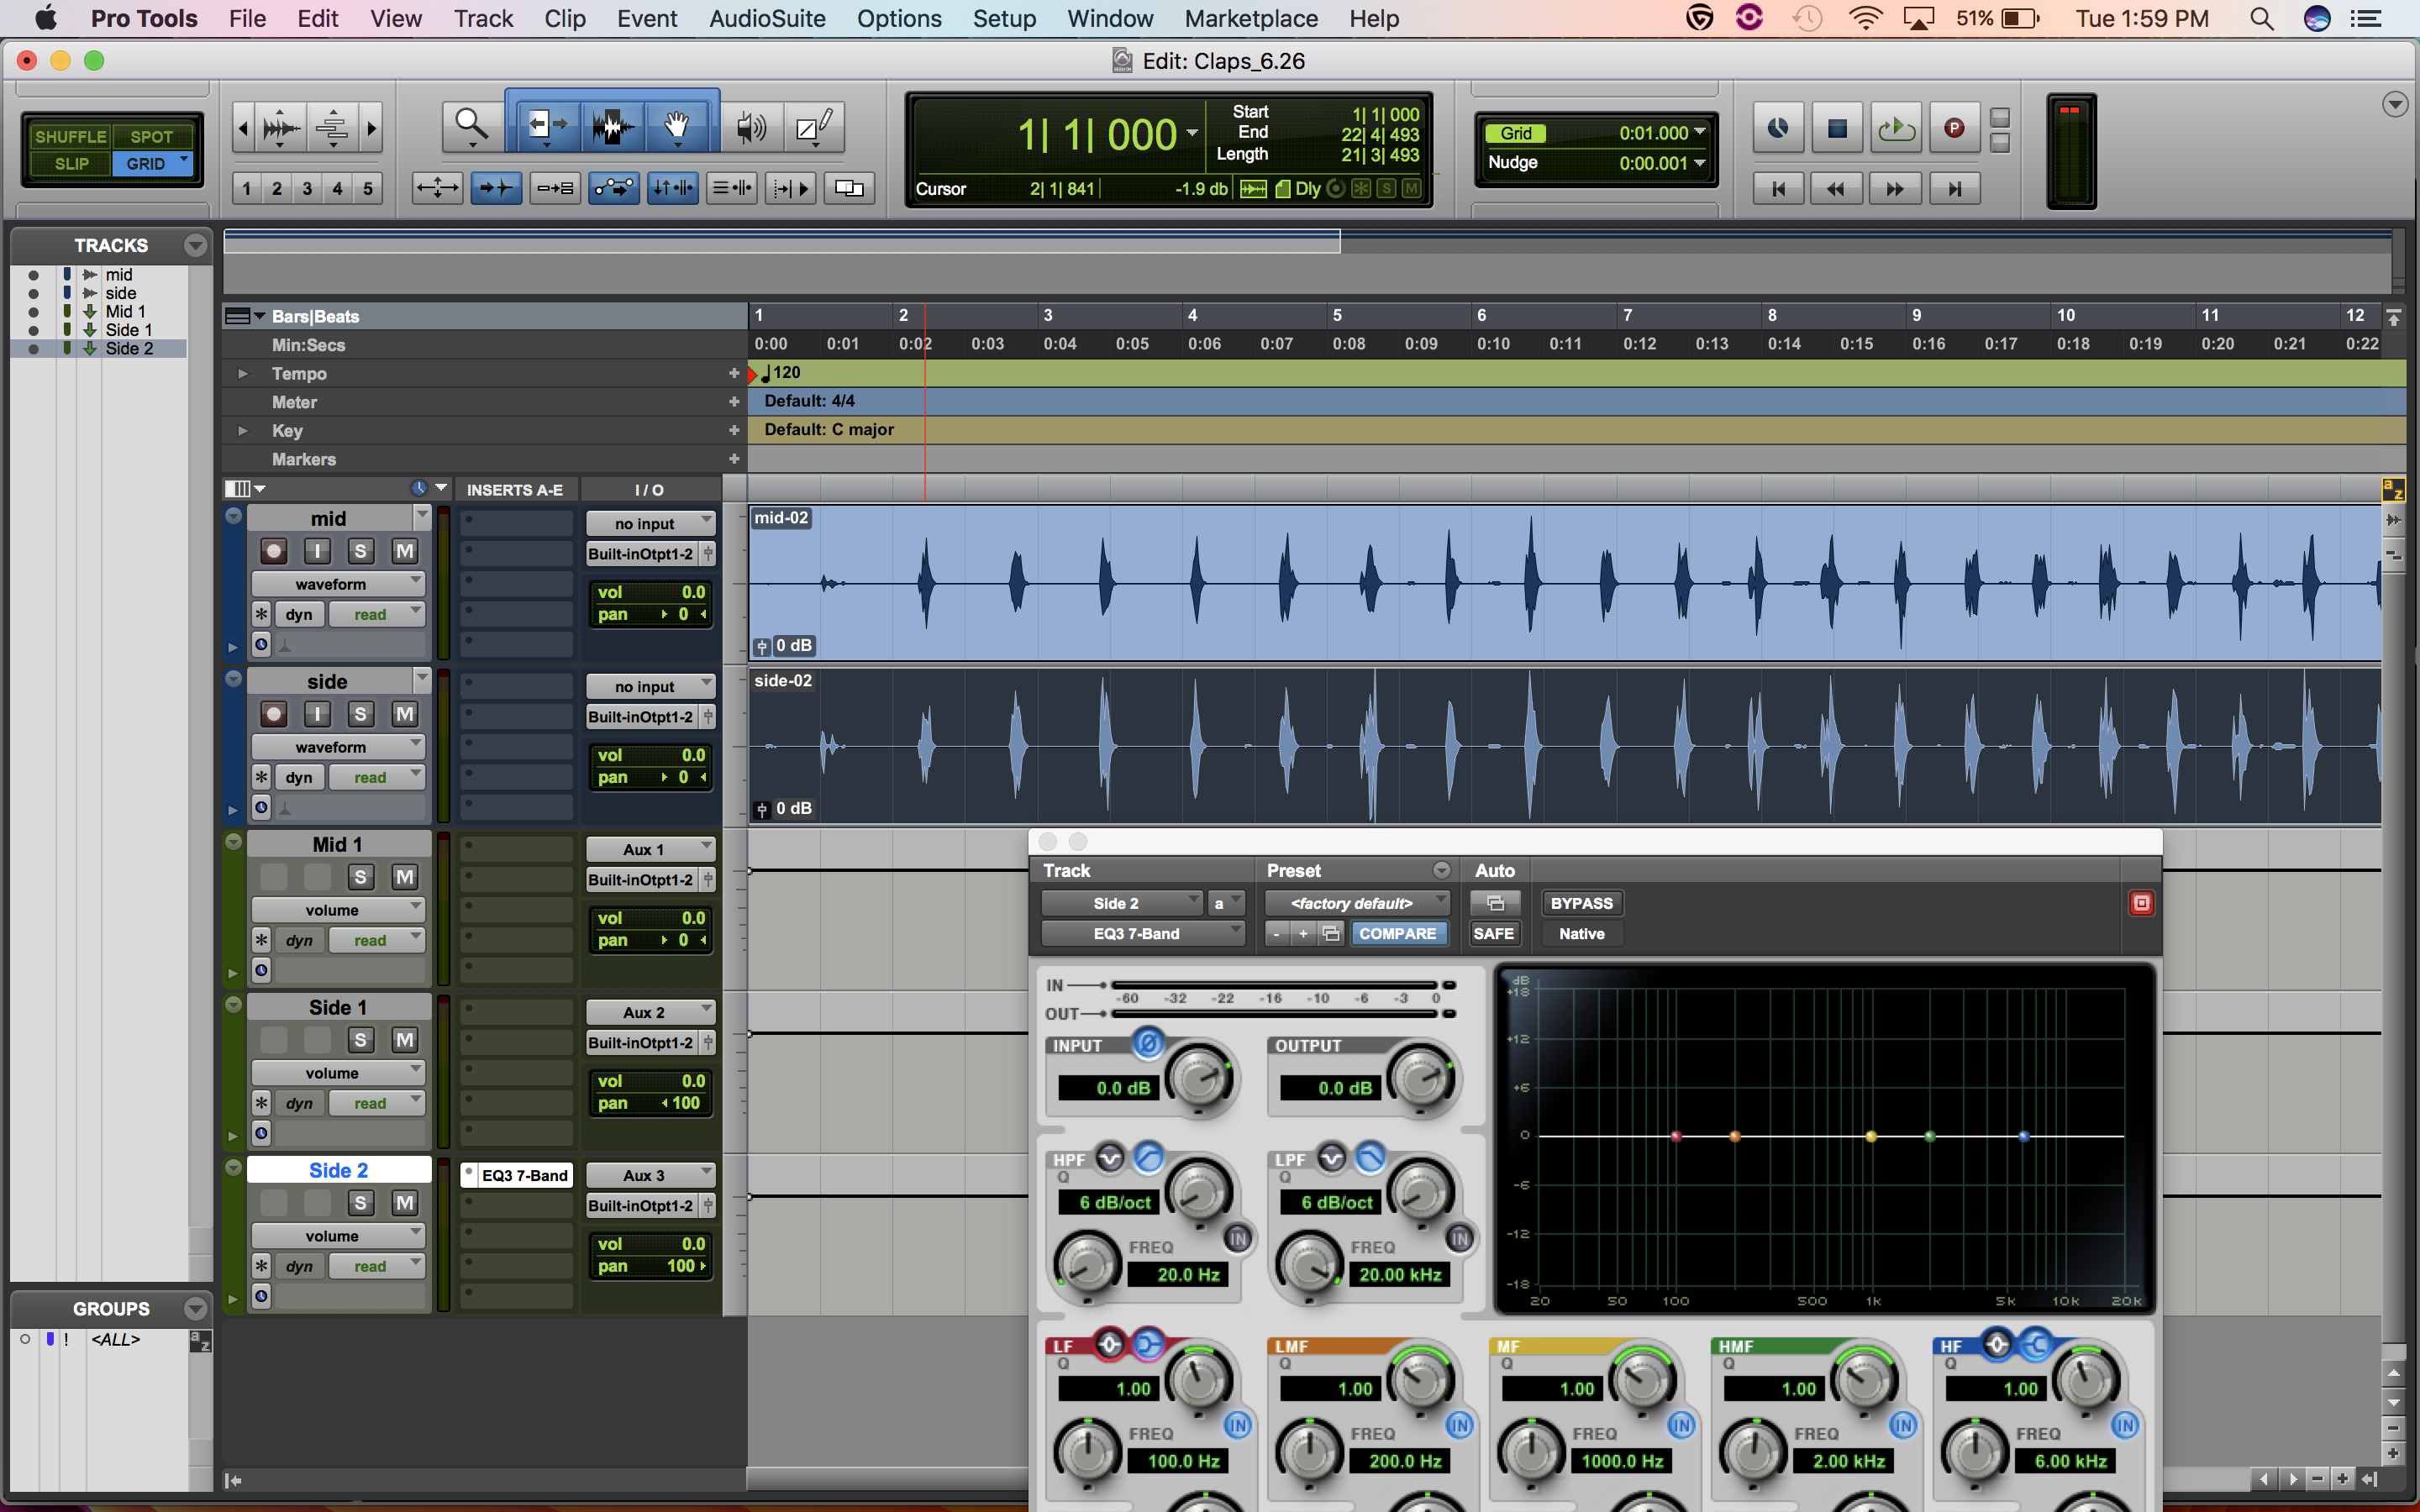 Pro Tools File Edit View Track Clip Event AudioSuite Options Setup Window Marketplace Help 51% Tue 1:59 PM
Edit: Claps_6.26
SHUFFLE SPOT
SLIP GRID
1 2 3 4 5
1| 1| 000
Start 1| 1| 000
End 22| 4| 493
Length 21| 3| 493
Cursor 2| 1| 841 -1.9 db Dly S M
Grid 0:01.000
Nudge 0:00.001
P
TRACKS
mid
side
Mid 1
Side 1
Side 2
Bars|Beats 1 2 3 4 5 6 7 8 9 10 11 12
Min:Secs 0:00 0:01 0:02 0:03 0:04 0:05 0:06 0:07 0:08 0:09 0:10 0:11 0:12 0:13 0:14 0:15 0:16 0:17 0:18 0:19 0:20 0:21 0:22
Tempo + 120
Meter + Default: 4/4
Key + Default: C major
Markers +
INSERTS A-E I / O
a z
mid no input mid-02
I S M Built-inOtpt1-2
waveform vol 0.0
dyn read pan 0
0 dB
side no input side-02
I S M Built-inOtpt1-2
waveform vol 0.0
dyn read pan 0
0 dB
Mid 1 Aux 1
S M Built-inOtpt1-2
volume vol 0.0
dyn read pan 0
Side 1 Aux 2
S M Built-inOtpt1-2
volume vol 0.0
dyn read pan 100
Side 2 EQ3 7-Band Aux 3
S M Built-inOtpt1-2
volume vol 0.0
dyn read pan 100
GROUPS
! <ALL> a z
Track Preset Auto
Side 2 a <factory default> BYPASS
EQ3 7-Band - + COMPARE SAFE Native
IN
-60 -32 -22 -16 -10 -6 -3 0
OUT
INPUT Ø OUTPUT
0.0 dB 0.0 dB
HPF LPF
Q Q
6 dB/oct 6 dB/oct
IN IN
FREQ FREQ
20.0 Hz 20.00 kHz
dB
+18
+12
+6
0
-6
-12
-18
20 50 100 500 1k 5k 10k 20k
LF LMF MF HMF HF
Q Q Q Q Q
1.00 1.00 1.00 1.00 1.00
IN IN IN IN IN
FREQ FREQ FREQ FREQ FREQ
100.0 Hz 200.0 Hz 1000.0 Hz 2.00 kHz 6.00 kHz